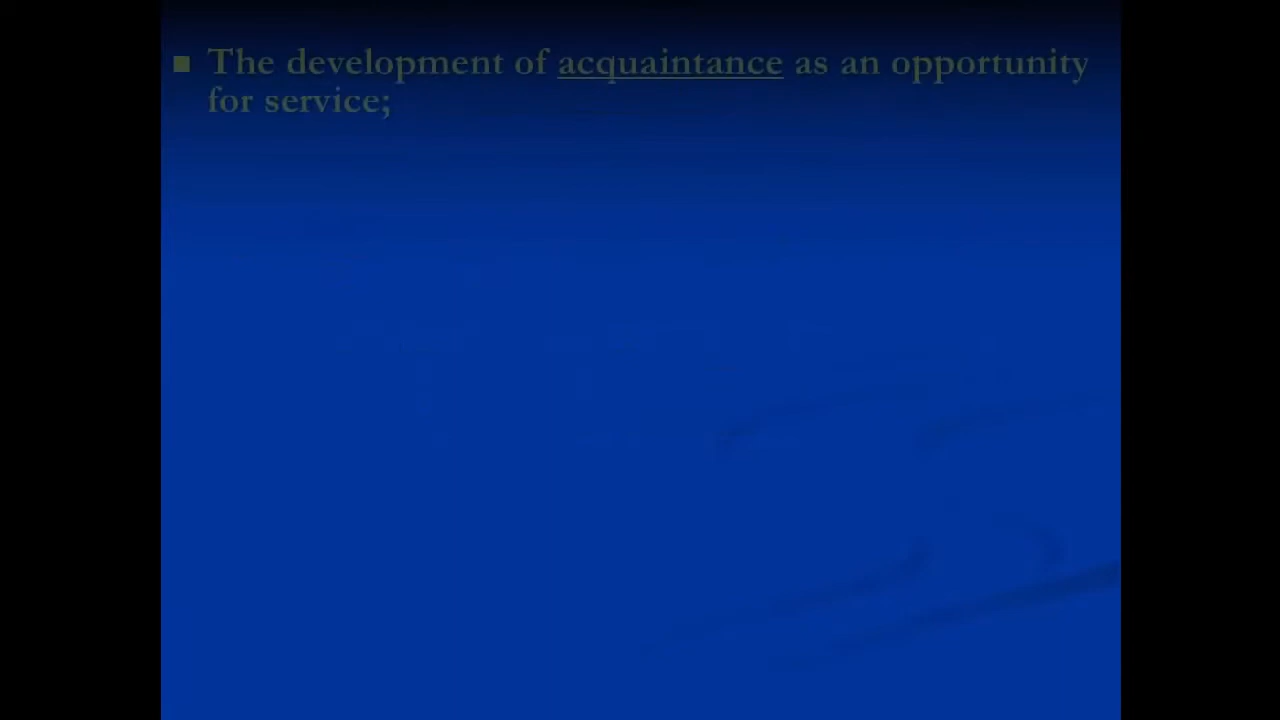 The development of acquaintance as an opportunity
for service;